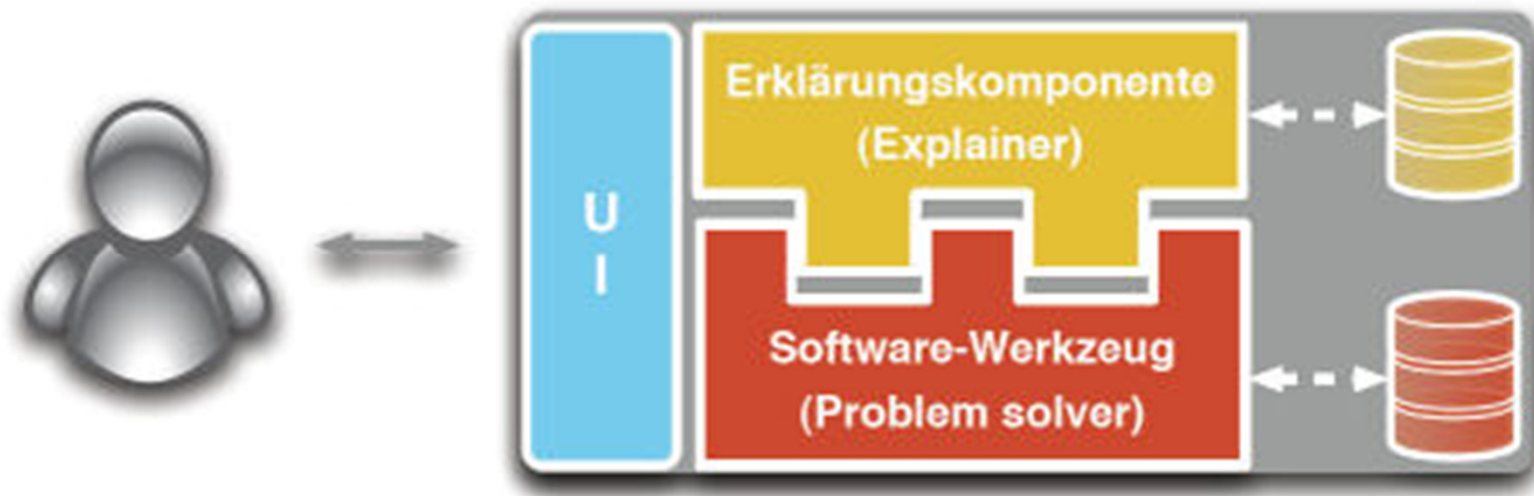 U
I
Erklärungskomponente
(Explainer)
Software-Werkzeug
(Problem solver)